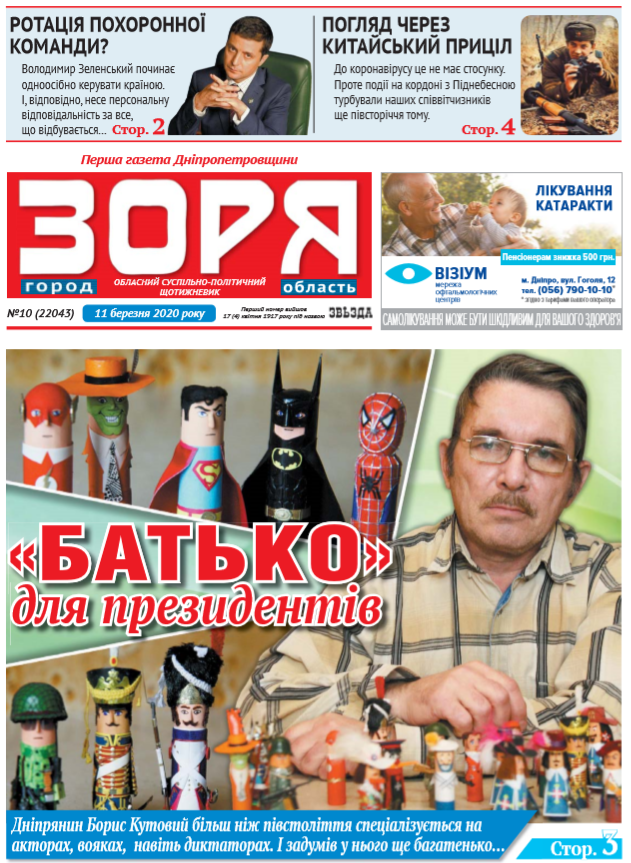 РОТАЦІЯ ПОХОРОННОЇ
КОМАНДИ?
Володимир Зеленський починає
одноосібно керувати країною.
І, відповідно, несе персональну
відповідальність за все,
що відбувається... Стор. 2
ПОГЛЯД ЧЕРЕЗ
КИТАЙСЬКИЙ ПРИЦІЛ
До коронавірусу це не має стосунку.
Проте події на кордоні з Піднебесною
турбували наших співвітчизників
ще півсторіччя тому.
Стор. 4
Перша газета Дніпропетровщини
ЗОРЯ
город
ОБЛАСНИЙ СУСПІЛЬНО-ПОЛІТИЧНИЙ
ЩОТИЖНЕВИК
область
№10 (22043)
11 березня 2020 року
Перший номер вийшов
17 (4) квітня 1917 року під назвою
ЗВѢЗДА
ЛІКУВАННЯ
КАТАРАКТИ
Пенсіонерам знижка 500 грн.
ВІЗІУМ
мережа
офтальмологічних
центрів
м. Дніпро, вул. Гоголя, 12
тел. (056) 790-10-10*
* згідно з тарифами вашого оператора
САМОЛІКУВАННЯ МОЖЕ БУТИ ШКІДЛИВИМ ДЛЯ ВАШОГО ЗДОРОВ'Я
«БАТЬКО»
для президентів
Дніпрянин Борис Кутовий більш ніж півстоліття спеціалізується на
акторах, вояках, навіть диктаторах. І задумів у нього ще багатенько...
Стор. 3